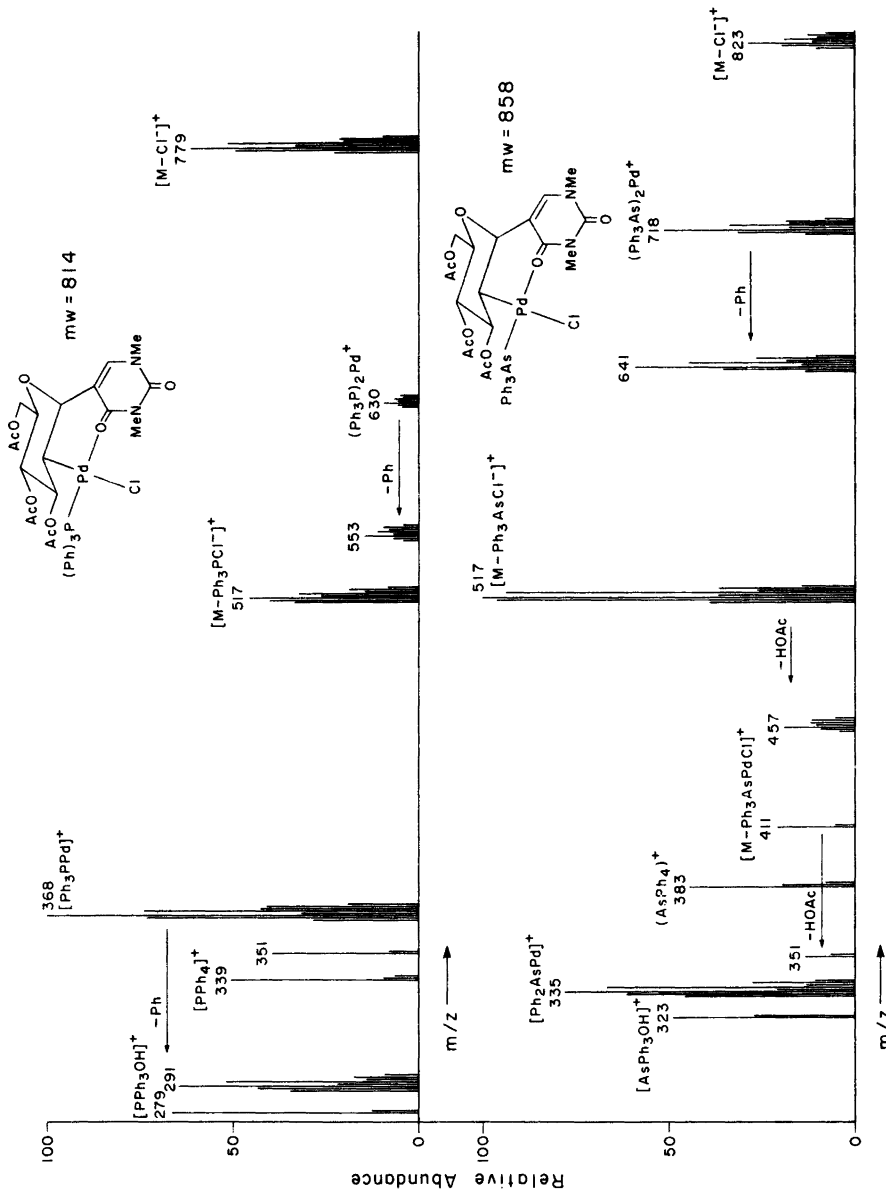 Relative Abundance
100
50
0
[PPh₃OH]⁺
279
291
-Ph
[PPh₄]⁺
339
351
368
[Ph₃PPd]⁺
[M-Ph₃PCl⁻]⁺
517
553
-Ph
(Ph₃P)₂Pd⁺
630
[M-Cl⁻]⁺
779
AcO
O
AcO
AcO
(Ph)₃P
Pd
Cl
O
NMe
MeN
O
mw = 814
m/z
100
50
0
[AsPh₃OH]⁺
323
[Ph₂AsPd]⁺
335
351
-HOAc
(AsPh₄)⁺
383
[M-Ph₃AsPdCl]⁺
411
457
-HOAc
517
[M-Ph₃AsCl⁻]⁺
641
-Ph
(Ph₃As)₂Pd⁺
718
[M-Cl⁻]⁺
823
AcO
O
AcO
AcO
Ph₃As
Pd
Cl
O
NMe
MeN
O
mw = 858
m/z